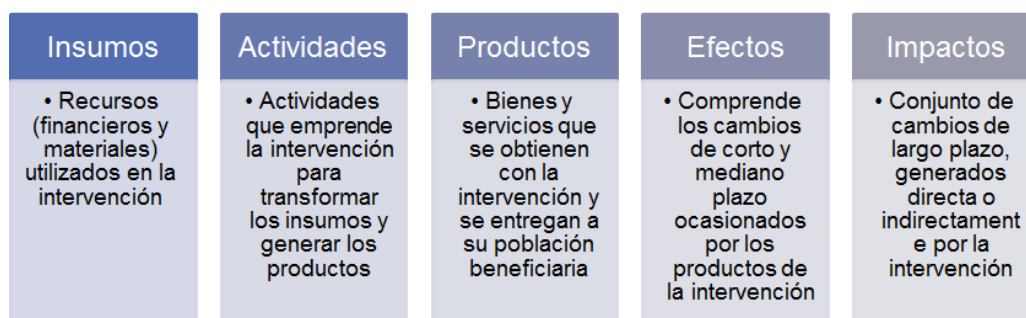 Insumos
• Recursos
(financieros y
materiales)
utilizados en la
intervención
Actividades
• Actividades
que emprende
la intervención
para
transformar
los insumos y
generar los
productos
Productos
• Bienes y
servicios que
se obtienen
con la
intervención y
se entregan a
su población
beneficiaria
Efectos
• Comprende
los cambios
de corto y
mediano
plazo
ocasionados
por los
productos de
la intervención
Impactos
• Conjunto de
cambios de
largo plazo,
generados
directa o
indirectament
e por la
intervención